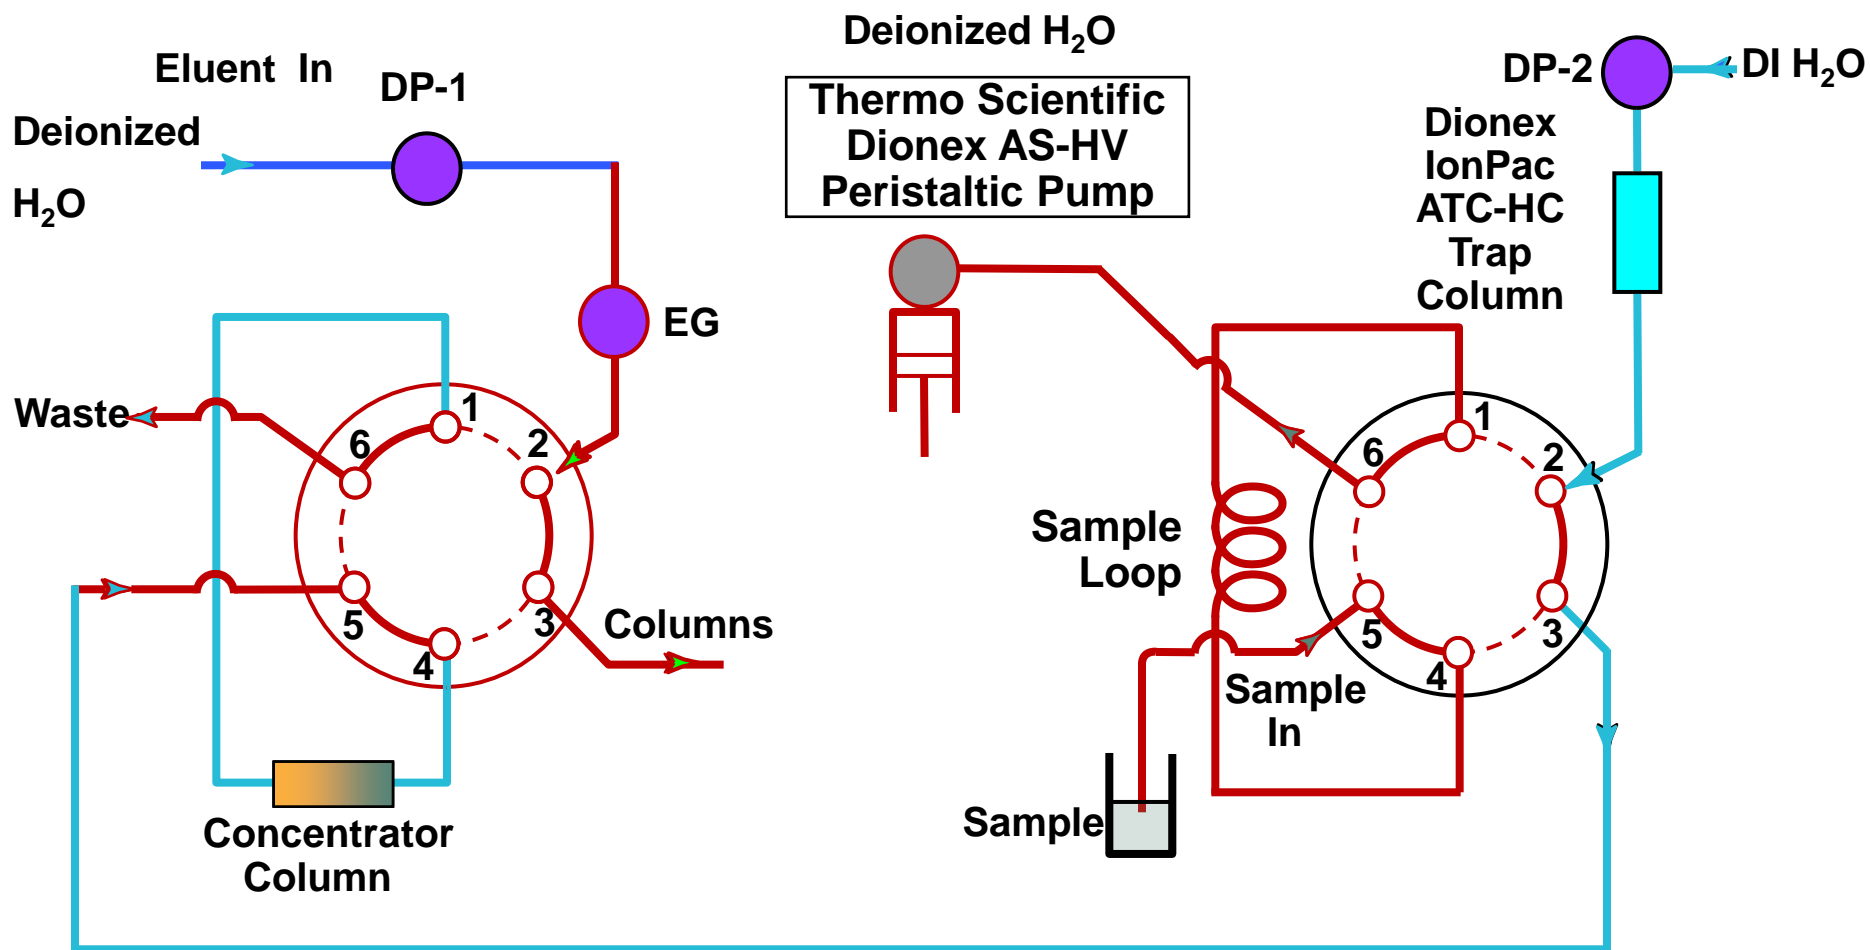 Eluent In
DP-1
Deionized
H₂O
EG
Waste
1
2
3
4
5
6
Columns
Concentrator
Column
Deionized H₂O
Thermo Scientific
Dionex AS-HV
Peristaltic Pump
DP-2
DI H₂O
Dionex
IonPac
ATC-HC
Trap
Column
Sample
Loop
1
2
3
4
5
6
Sample
In
Sample